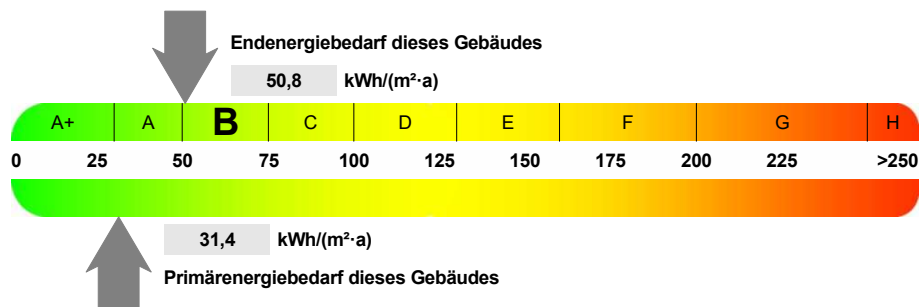 Endenergiebedarf dieses Gebäudes
50,8 kWh/(m²·a)
A+ A B C D E F G H
0 25 50 75 100 125 150 175 200 225 >250
31,4 kWh/(m²·a)
Primärenergiebedarf dieses Gebäudes